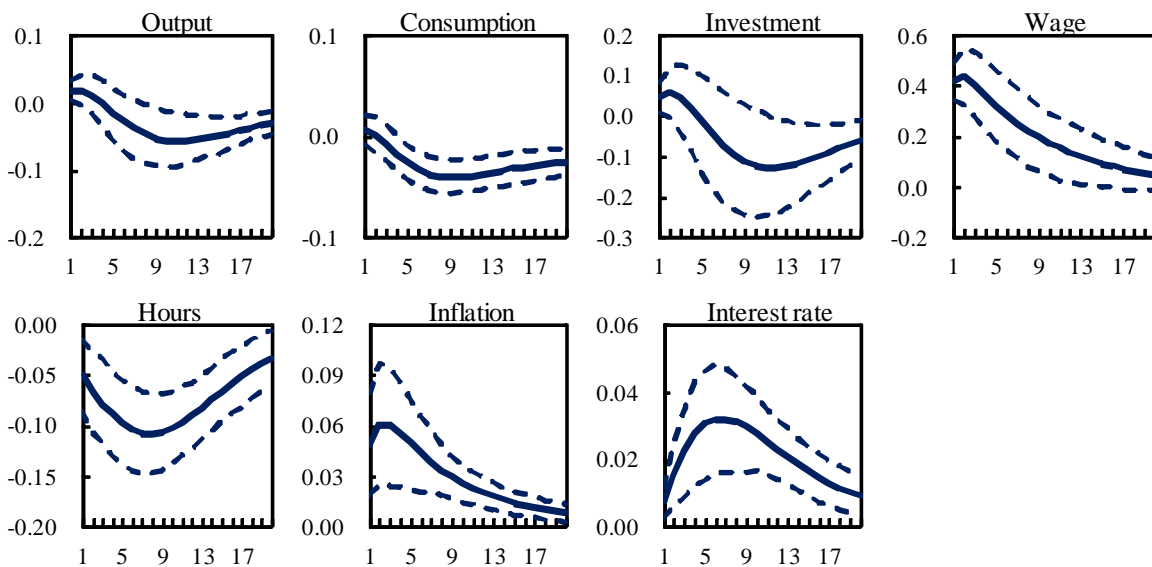 Output
0.1
0.0
-0.1
-0.2
1 5 9 13 17
Consumption
0.1
0.0
-0.1
1 5 9 13 17
Investment
0.2
0.1
0.0
-0.1
-0.2
-0.3
1 5 9 13 17
Wage
0.6
0.4
0.2
0.0
-0.2
1 5 9 13 17
Hours
0.00
-0.05
-0.10
-0.15
-0.20
1 5 9 13 17
Inflation
0.12
0.09
0.06
0.03
0.00
1 5 9 13 17
Interest rate
0.06
0.04
0.02
0.00
1 5 9 13 17